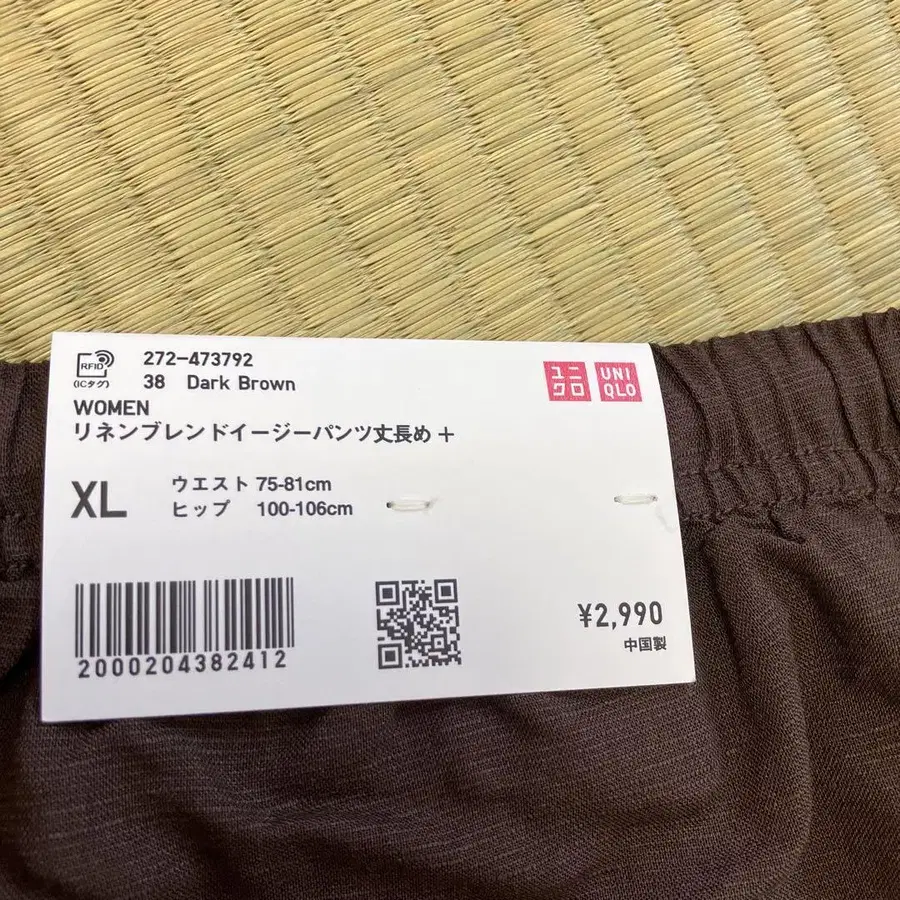 RFID
(ICタグ)
272-473792
38 Dark Brown
WOMEN
リネンブレンドイージーパンツ丈長め+
ユニクロ
UNIQLO
XL
ウエスト 75-81cm
ヒップ 100-106cm
2000204382412
¥2,990
中国製